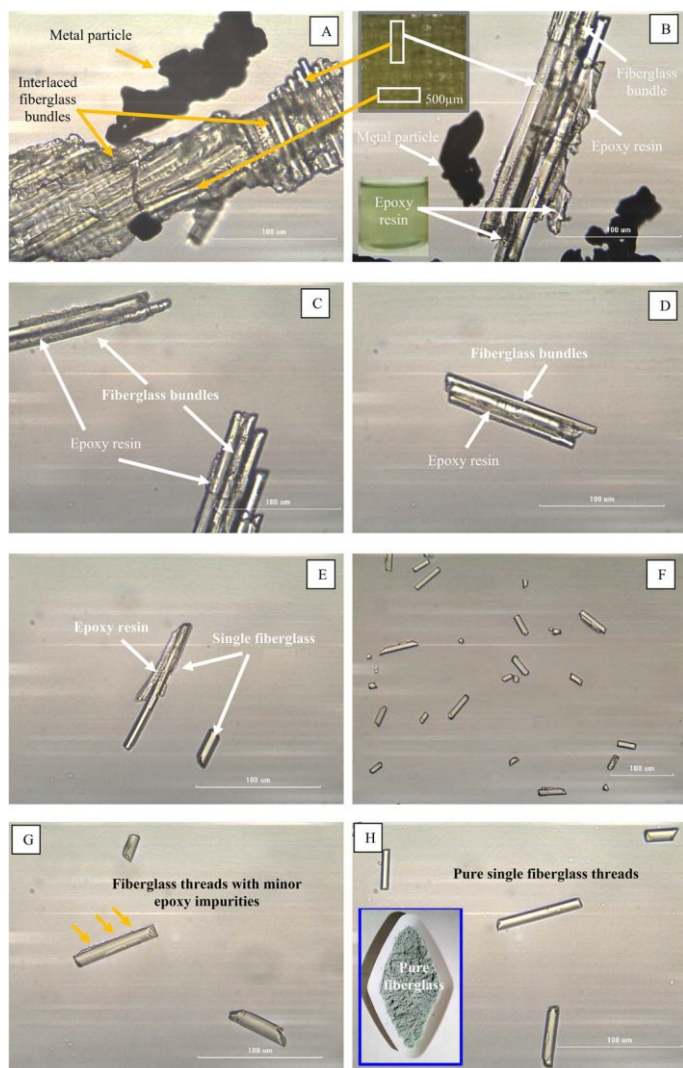 A
Metal particle
Interlaced
fiberglass
bundles
100 um
B
500µm
Fiberglass
bundle
Metal particle
Epoxy resin
Epoxy
resin
100 um
C
Fiberglass bundles
Epoxy resin
100 um
D
Fiberglass bundles
Epoxy resin
100 um
E
Epoxy resin
Single fiberglass
100 um
F
100 um
G
Fiberglass threads with minor
epoxy impurities
100 um
H
Pure single fiberglass threads
Pure
fiberglass
100 um